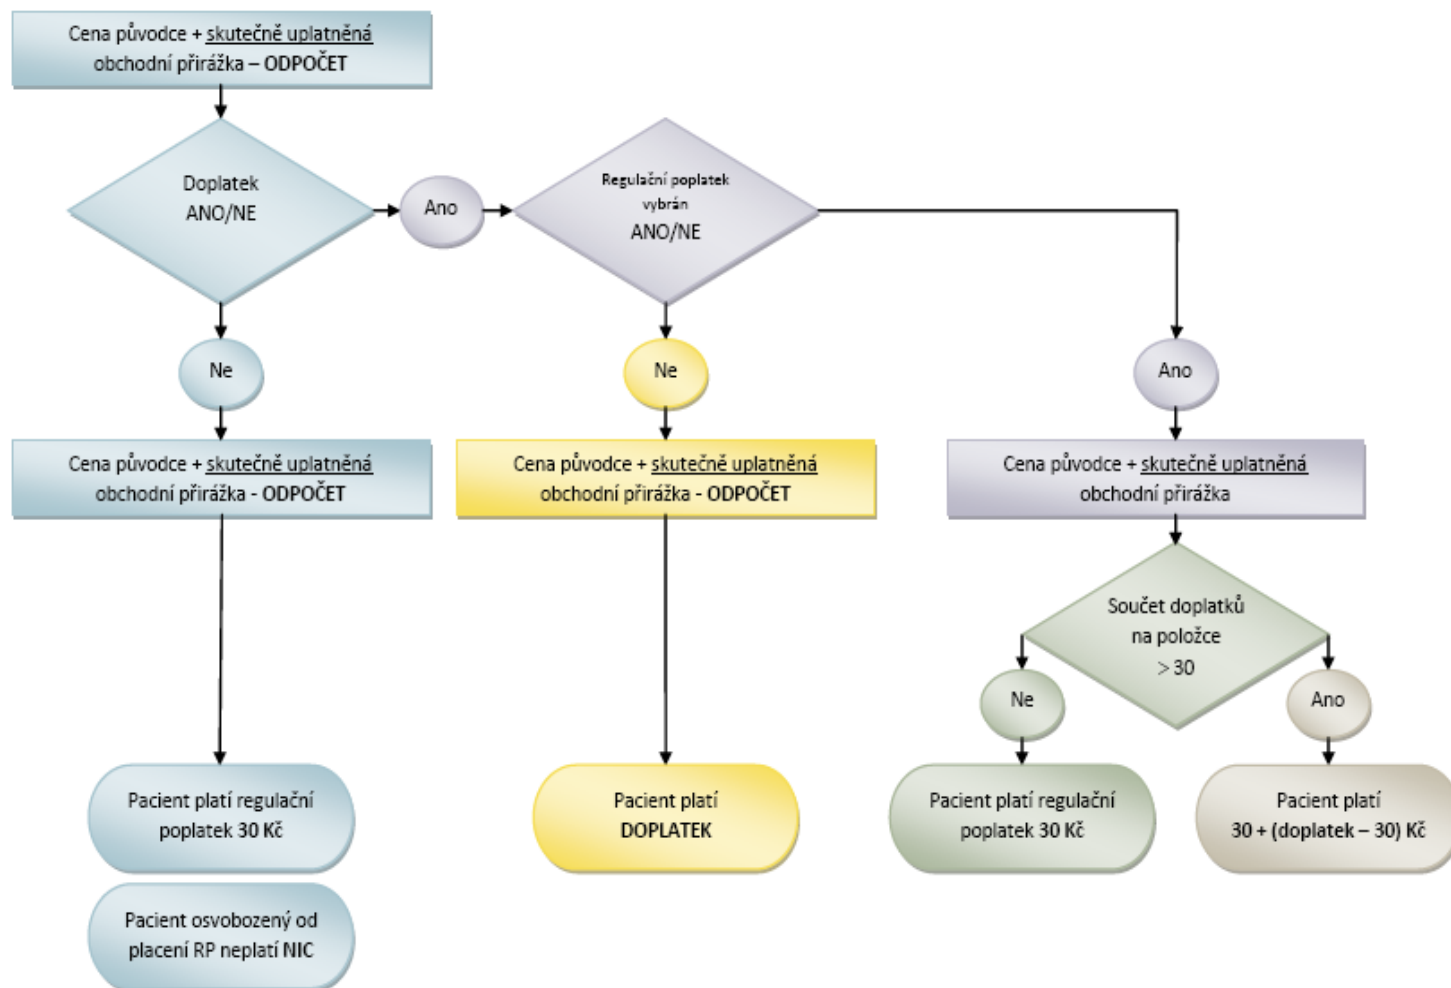 Cena původce + skutečně uplatněná
obchodní přirážka – ODPOČET
Doplatek
ANO/NE
Ano
Regulační poplatek
vybrán
ANO/NE
Ne
Ne
Ano
Cena původce + skutečně uplatněná
obchodní přirážka - ODPOČET
Cena původce + skutečně uplatněná
obchodní přirážka - ODPOČET
Cena původce + skutečně uplatněná
obchodní přirážka
Součet doplatků
na položce
> 30
Ne
Ano
Pacient platí regulační
poplatek 30 Kč
Pacient platí
DOPLATEK
Pacient platí regulační
poplatek 30 Kč
Pacient platí
30 + (doplatek – 30) Kč
Pacient osvobozený od
placení RP neplatí NIC